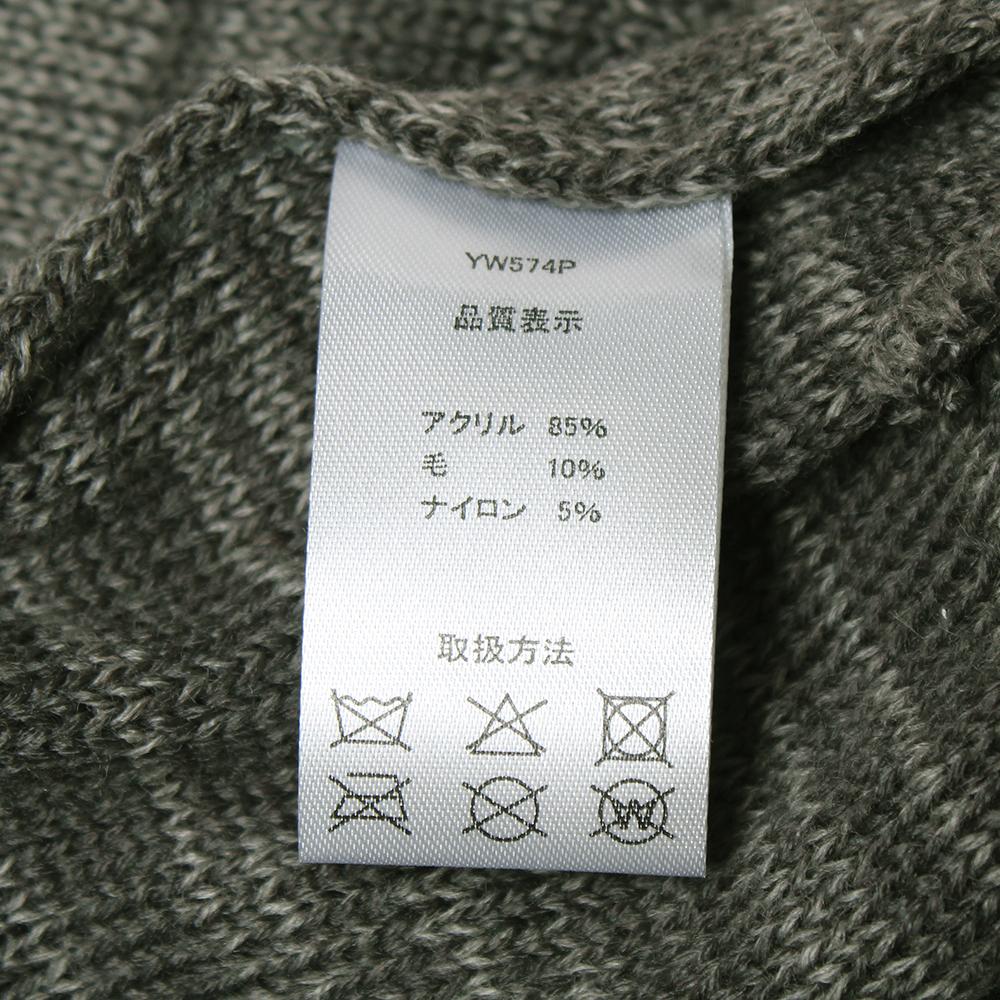 YW574P
品質表示
アクリル 85%
毛 10%
ナイロン 5%
取扱方法
W